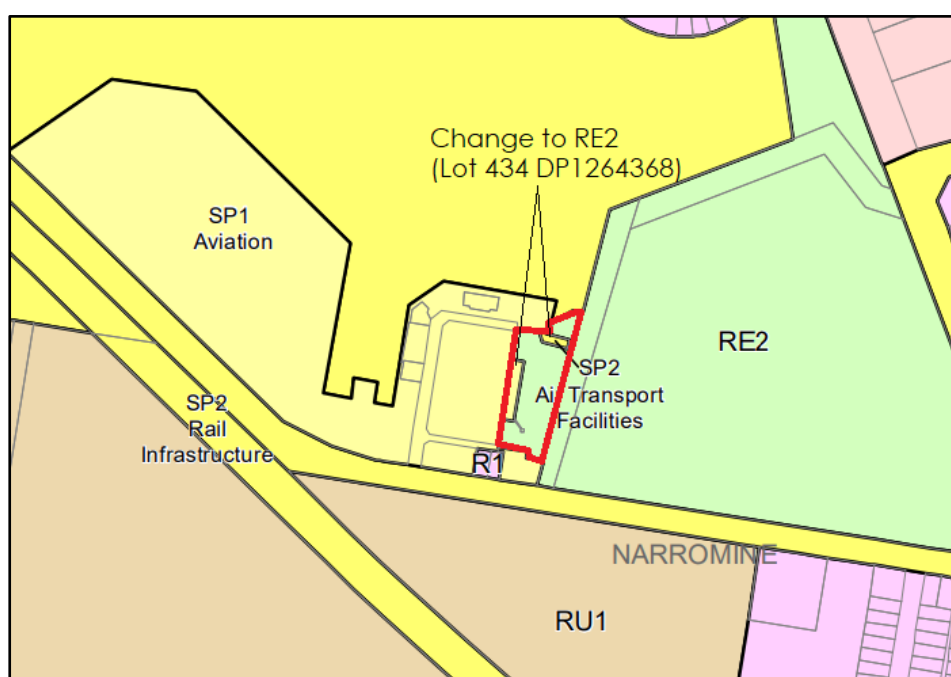 Change to RE2
(Lot 434 DP1264368)
SP1
Aviation
RE2
SP2
Air Transport
Facilities
SP2
Rail
Infrastructure
R1
NARROMINE
RU1